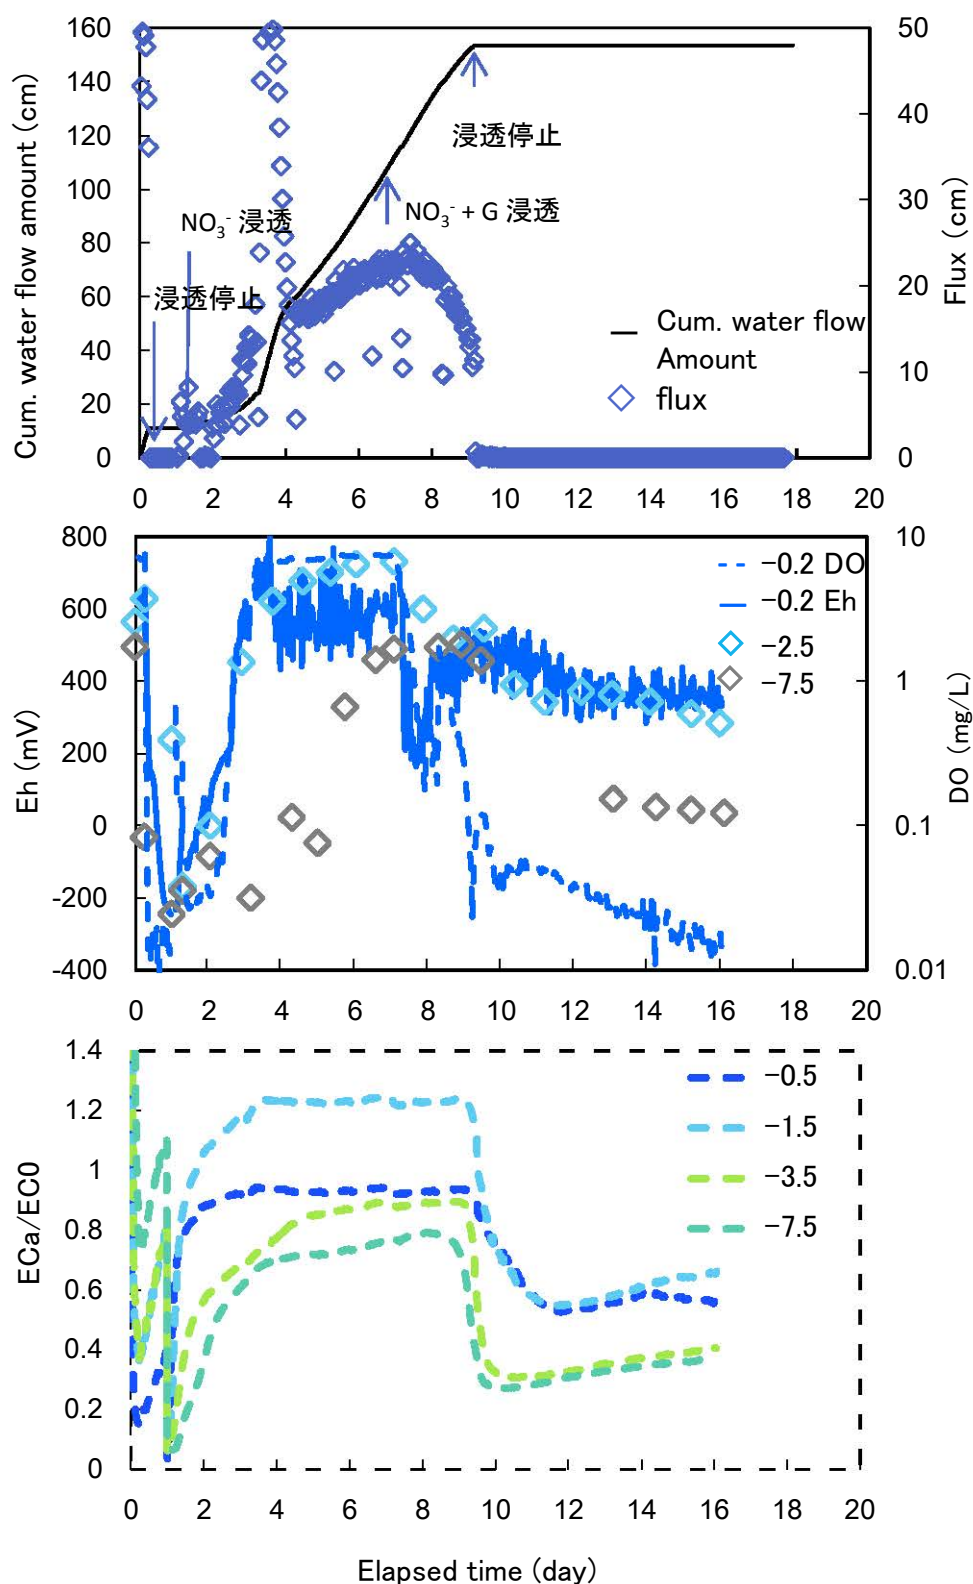 160
140
120
100
80
60
40
20
0
Cum. water flow amount (cm)
50
40
30
20
10
0
Flux (cm)
浸透停止
NO₃⁻ 浸透
NO₃⁻ + G 浸透
浸透停止
Cum. water flow
Amount
flux
0 2 4 6 8 10 12 14 16 18 20
800
600
400
200
0
-200
-400
Eh (mV)
10
1
0.1
0.01
DO (mg/L)
-0.2 DO
-0.2 Eh
-2.5
-7.5
0 2 4 6 8 10 12 14 16 18 20
1.4
1.2
1
0.8
0.6
0.4
0.2
0
ECa/EC0
-0.5
-1.5
-3.5
-7.5
0 2 4 6 8 10 12 14 16 18 20
Elapsed time (day)